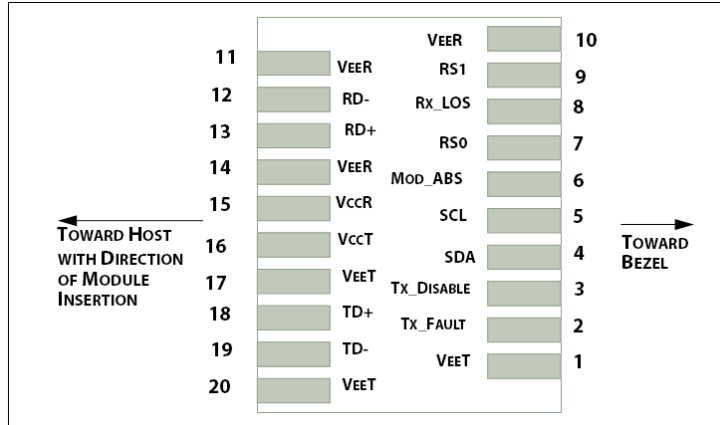 11 VEER
12 RD-
13 RD+
14 VEER
15 VCCR
16 VCCT
17 VEET
18 TD+
19 TD-
20 VEET
VEER 10
RS1 9
RX_LOS 8
RS0 7
MOD_ABS 6
SCL 5
SDA 4
TX_DISABLE 3
TX_FAULT 2
VEET 1
TOWARD HOST
WITH DIRECTION
OF MODULE
INSERTION
TOWARD
BEZEL